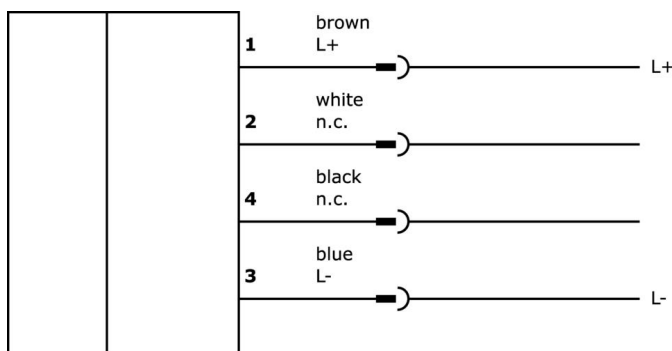 brown
1 L+
L+
white
2 n.c.
black
4 n.c.
blue
3 L-
L-